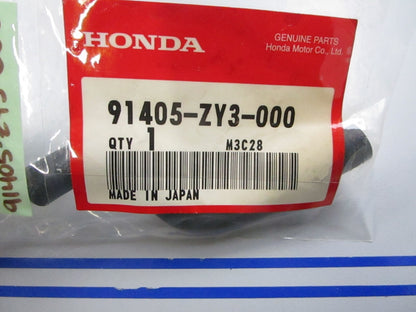 HONDA
GENUINE PARTS
Honda Motor Co., Ltd.
91405-ZY3-000
QTY 1 M3C28
MADE IN JAPAN